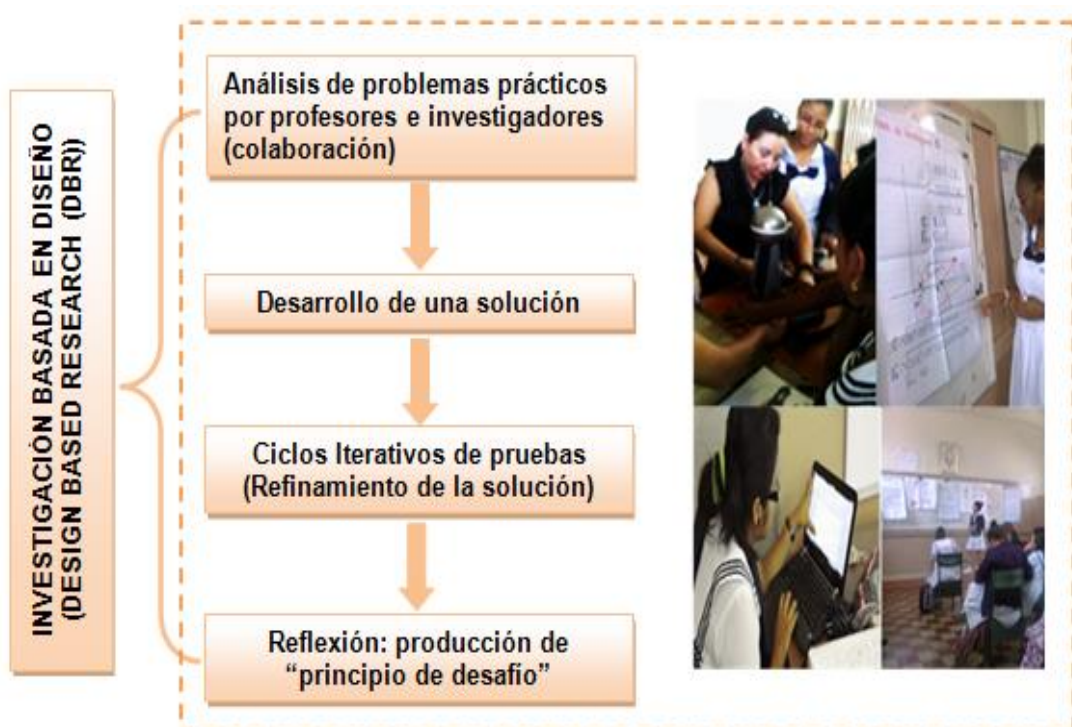 INVESTIGACIÓN BASADA EN DISEÑO
(DESIGN BASED RESEARCH (DBR))
Análisis de problemas prácticos
por profesores e investigadores
(colaboración)
Desarrollo de una solución
Ciclos Iterativos de pruebas
(Refinamiento de la solución)
Reflexión: producción de
“principio de desafío”